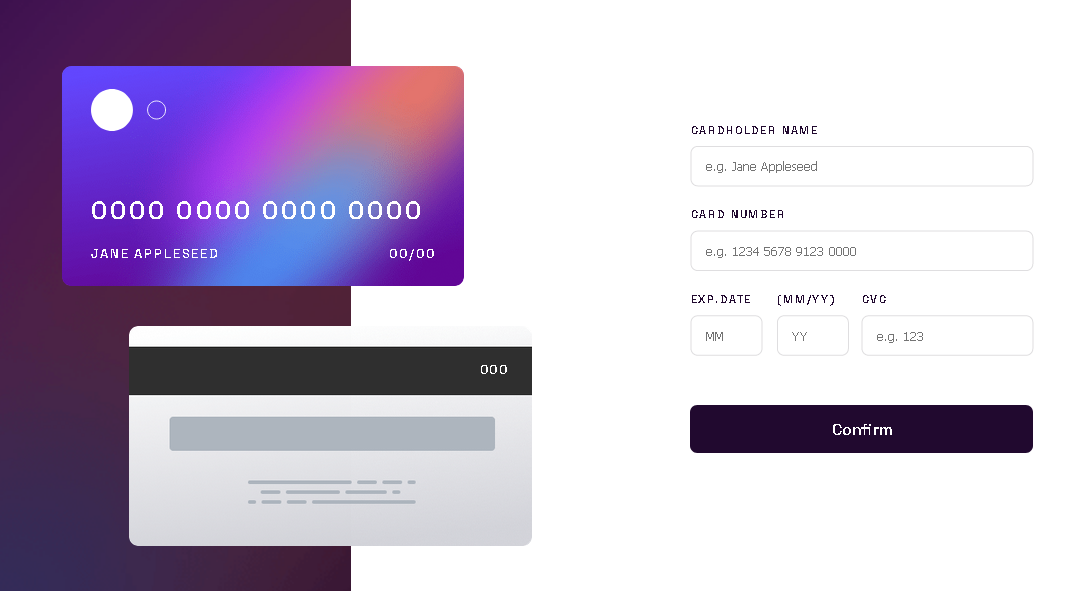 0000 0000 0000 0000
JANE APPLESEED 00/00
000
CARDHOLDER NAME
e.g. Jane Appleseed
CARD NUMBER
e.g. 1234 5678 9123 0000
EXP.DATE (MM/YY) CVC
MM YY e.g. 123
Confirm